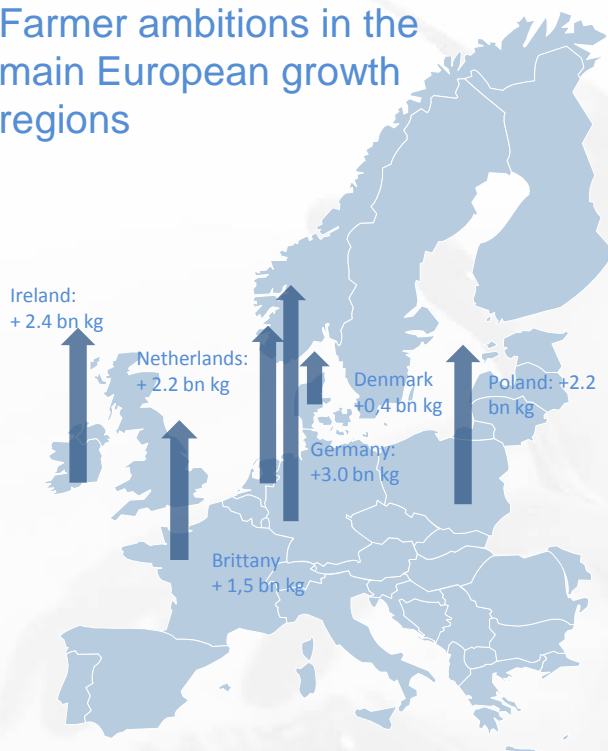 Farmer ambitions in the
main European growth
regions
Ireland:
+ 2.4 bn kg
Netherlands:
+ 2.2 bn kg
Denmark
+0,4 bn kg
Poland: +2.2
bn kg
Germany:
+3.0 bn kg
Brittany
+ 1,5 bn kg